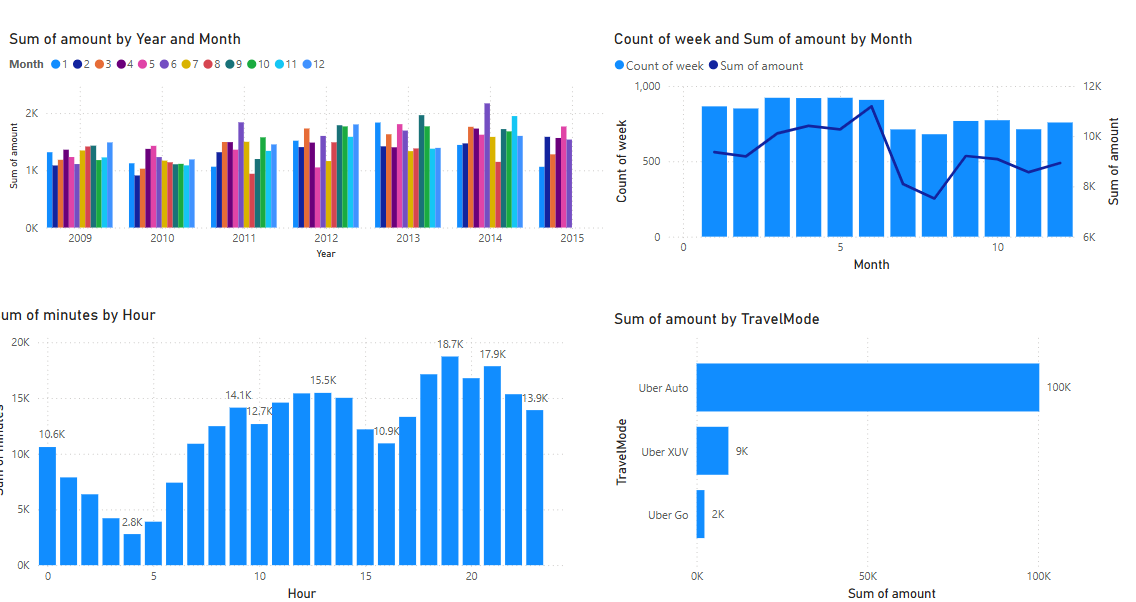 Sum of amount by Year and Month
Month 1 2 3 4 5 6 7 8 9 10 11 12
Sum of amount
2K
1K
0K
2009 2010 2011 2012 2013 2014 2015
Year
Count of week and Sum of amount by Month
Count of week Sum of amount
Count of week
1,000
500
0
12K
10K
8K
6K
Sum of amount
0 5 10
Month
um of minutes by Hour
20K
15K
10K
5K
0K
10.6K
2.8K
14.1K
12.7K
15.5K
10.9K
18.7K
17.9K
13.9K
0 5 10 15 20
Hour
Sum of amount by TravelMode
TravelMode
Uber Auto 100K
Uber XUV 9K
Uber Go 2K
0K 50K 100K
Sum of amount